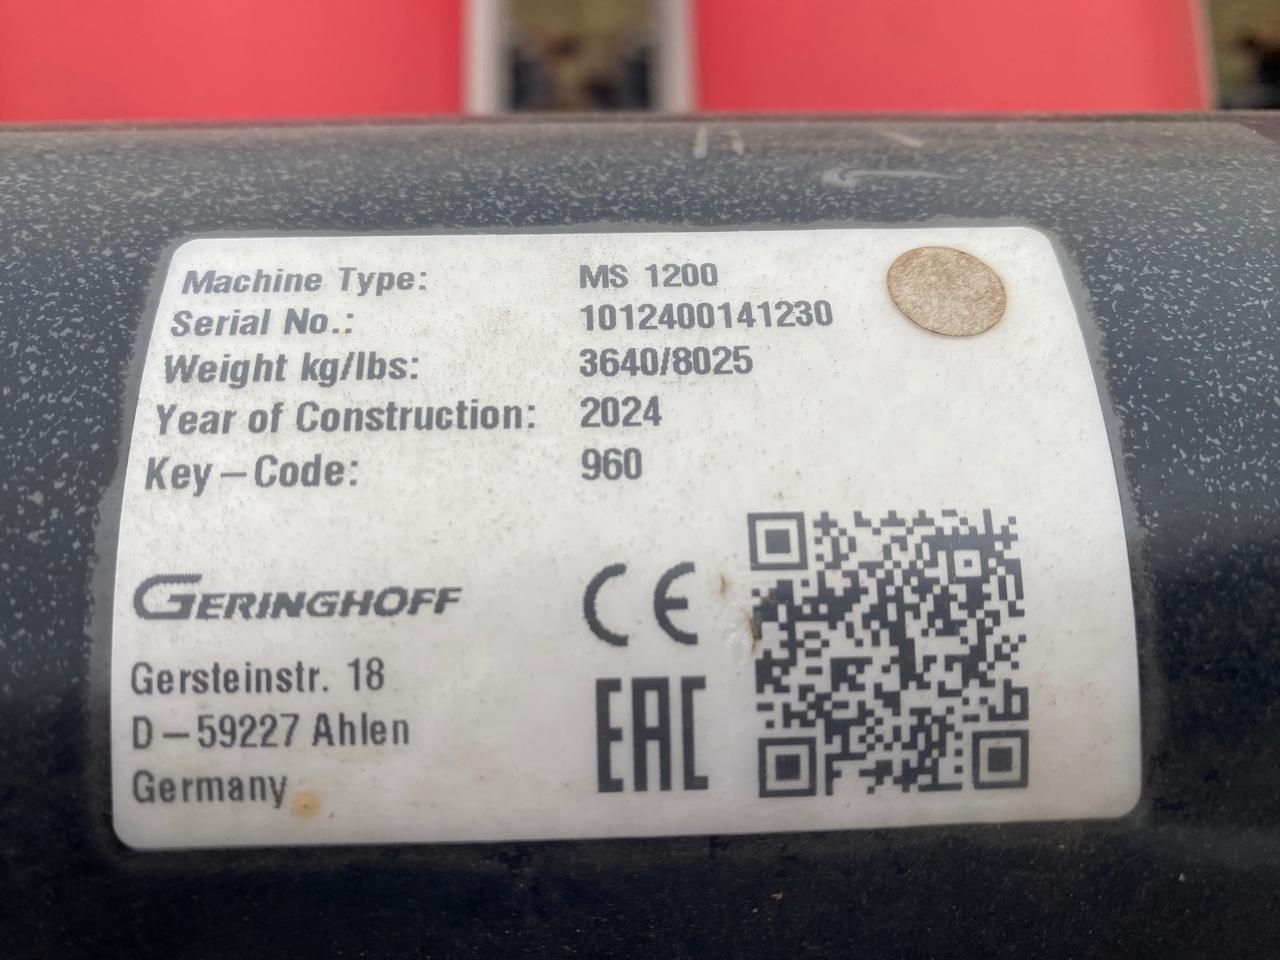 Machine Type: MS 1200
Serial No.: 1012400141230
Weight kg/lbs: 3640/8025
Year of Construction: 2024
Key-Code: 960
GERINGHOFF CE
Gersteinstr. 18
D-59227 Ahlen EAC
Germany